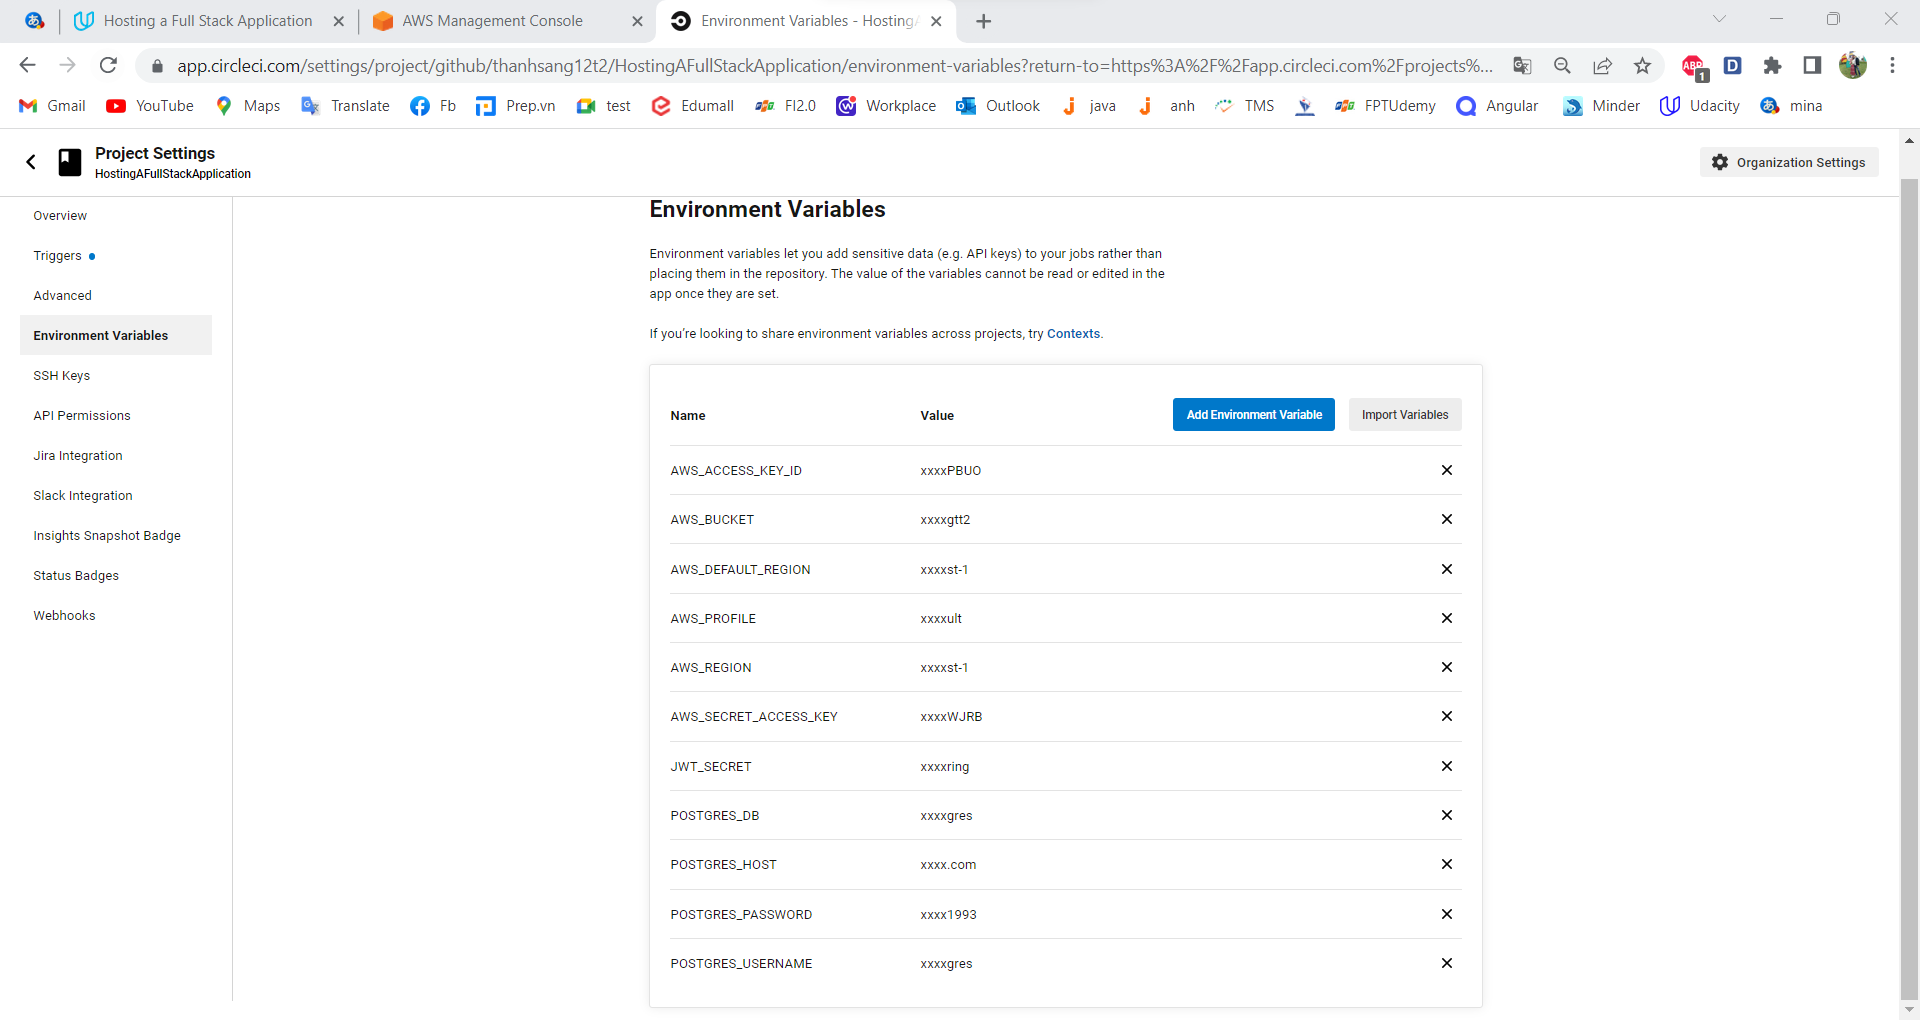 Hosting a Full Stack Application
AWS Management Console
Environment Variables - Hosting
app.circleci.com/settings/project/github/thanhsang12t2/HostingAFullStackApplication/environment-variables?return-to=https%3A%2F%2Fapp.circleci.com%2Fprojects%...
ABP
1
D
Gmail
YouTube
Maps
Translate
Fb
Prep.vn
test
Edumall
FI2.0
Workplace
Outlook
java
anh
TMS
FPTUdemy
Angular
Minder
Udacity
mina
Project Settings
HostingAFullStackApplication
Organization Settings
Overview
Triggers
Advanced
Environment Variables
SSH Keys
API Permissions
Jira Integration
Slack Integration
Insights Snapshot Badge
Status Badges
Webhooks
Environment Variables
Environment variables let you add sensitive data (e.g. API keys) to your jobs rather than
placing them in the repository. The value of the variables cannot be read or edited in the
app once they are set.
If you're looking to share environment variables across projects, try Contexts.
Name Value Add Environment Variable Import Variables
AWS_ACCESS_KEY_ID xxxxPBUO
AWS_BUCKET xxxxgtt2
AWS_DEFAULT_REGION xxxxst-1
AWS_PROFILE xxxxult
AWS_REGION xxxxst-1
AWS_SECRET_ACCESS_KEY xxxxWJRB
JWT_SECRET xxxxring
POSTGRES_DB xxxxgres
POSTGRES_HOST xxxx.com
POSTGRES_PASSWORD xxxx1993
POSTGRES_USERNAME xxxxgres